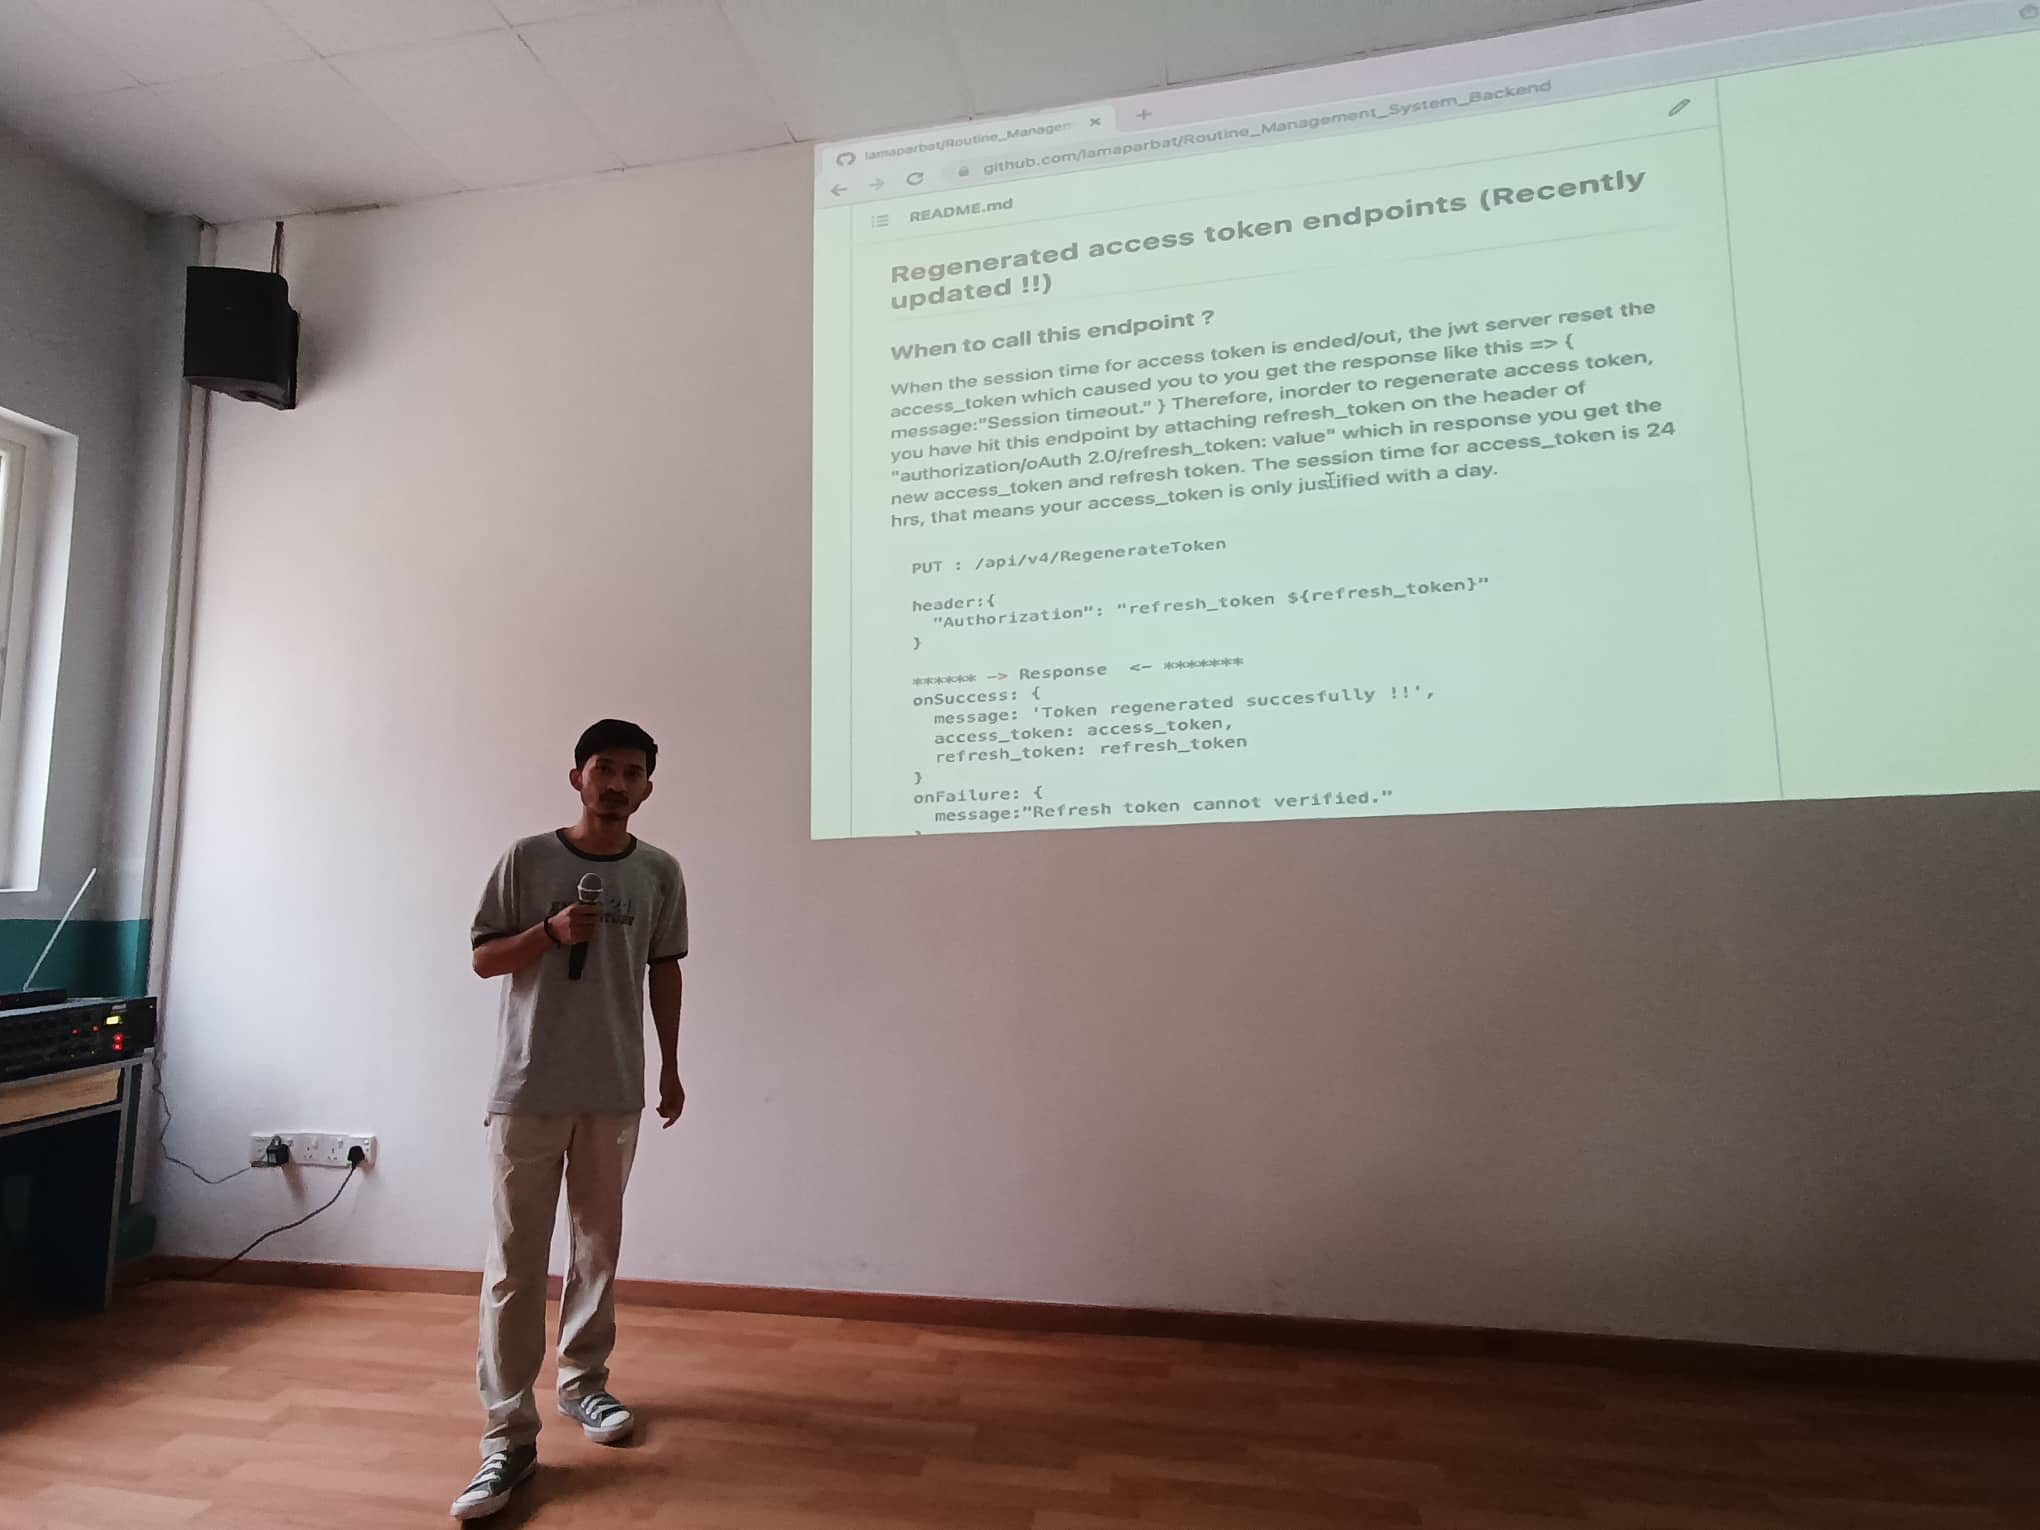 lamaparbat/Routine_Managem
github.com/lamaparbat/Routine_Management_System_Backend
README.md
Regenerated access token endpoints (Recently
updated !!)
When to call this endpoint ?
When the session time for access token is ended/out, the jwt server reset the
access_token which caused you to you get the response like this => {
message:"Session timeout." } Therefore, inorder to regenerate access token,
you have hit this endpoint by attaching refresh_token on the header of
"authorization/oAuth 2.0/refresh_token: value" which in response you get the
new access_token and refresh token. The session time for access_token is 24
hrs, that means your access_token is only justified with a day.
PUT : /api/v4/RegenerateToken
header:{
"Authorization": "refresh_token ${refresh_token}"
}
****** -> Response <- *******
onSuccess: {
message: 'Token regenerated succesfully !!',
access_token: access_token,
refresh_token: refresh_token
}
onFailure: {
message:"Refresh token cannot verified."